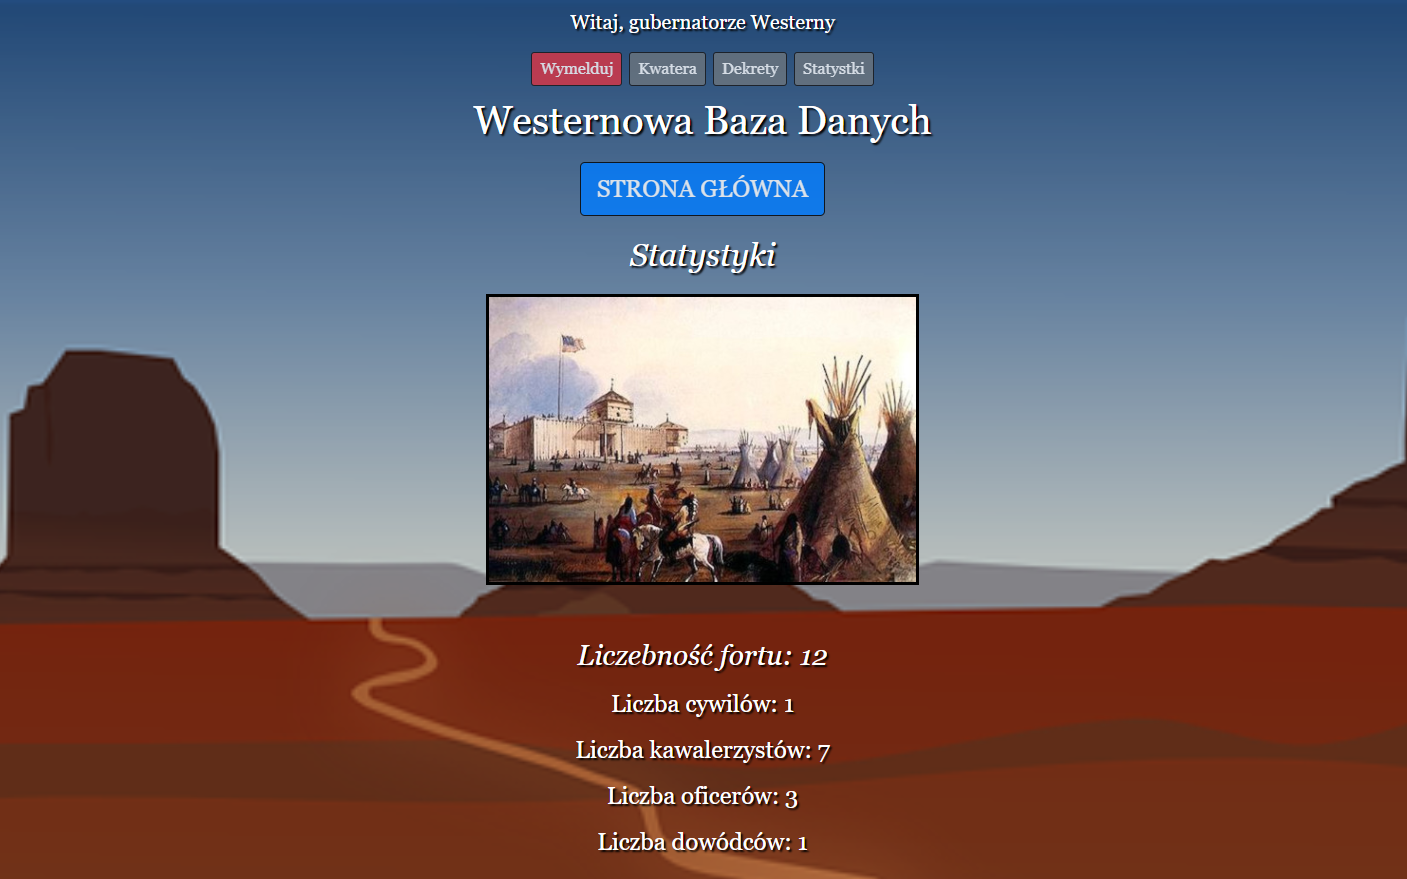 Witaj, gubernatorze Westerny
Wymelduj Kwatera Dekrety Statystki
Westernowa Baza Danych
STRONA GŁÓWNA
Statystyki
Liczebność fortu: 12
Liczba cywilów: 1
Liczba kawalerzystów: 7
Liczba oficerów: 3
Liczba dowódców: 1